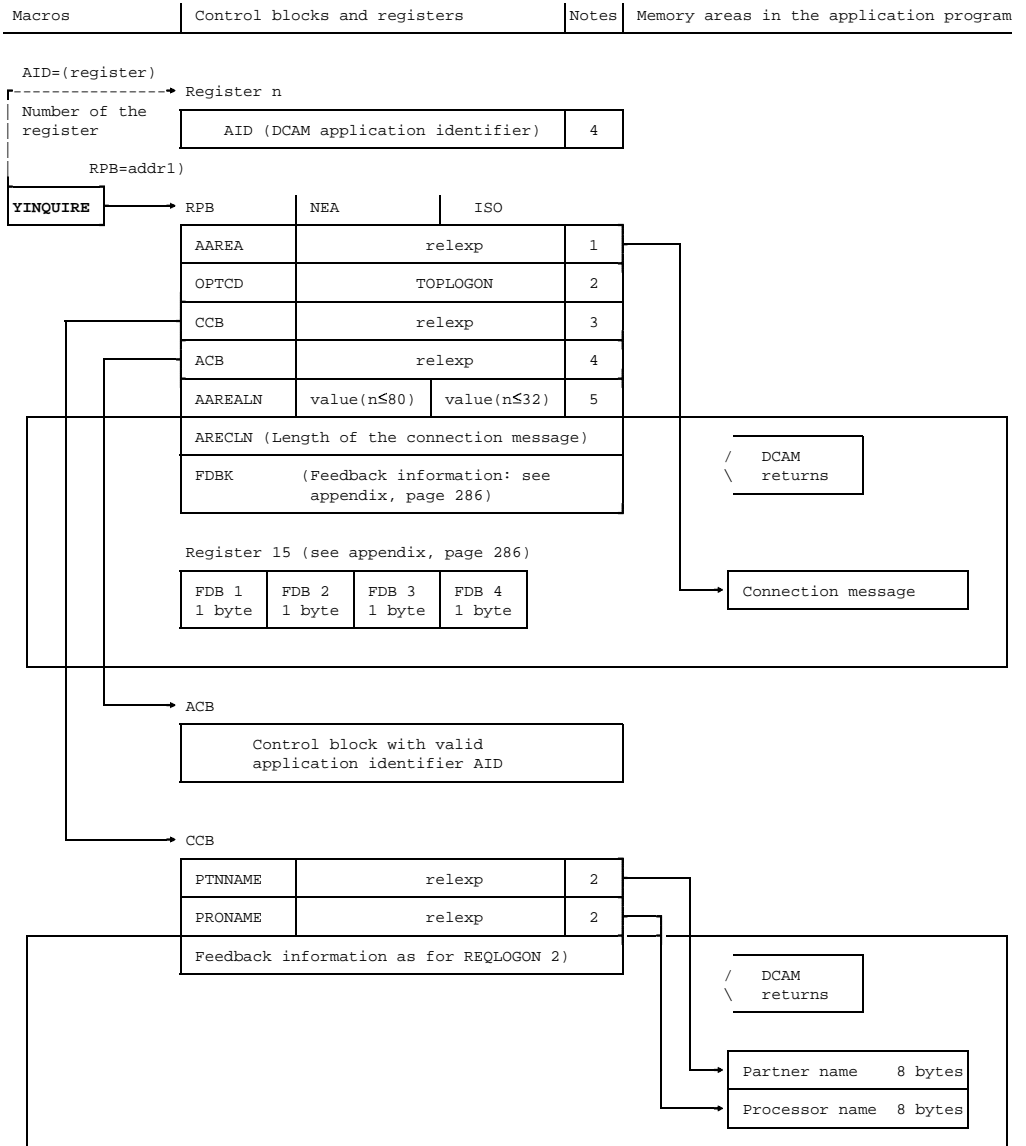 Macros Control blocks and registers Notes Memory areas in the application program
AID=(register)
Register n
Number of the
register
AID (DCAM application identifier) 4
RPB=addr1)
YINQUIRE RPB NEA ISO
AAREA relexp 1
OPTCD TOPLOGON 2
CCB relexp 3
ACB relexp 4
AAREALN value(n≤80) value(n≤32) 5
ARECLN (Length of the connection message)
/ DCAM
\ returns
FDBK (Feedback information: see
appendix, page 286)
Register 15 (see appendix, page 286)
FDB 1 FDB 2 FDB 3 FDB 4
1 byte 1 byte 1 byte 1 byte
Connection message
ACB
Control block with valid
application identifier AID
CCB
PTNNAME relexp 2
PRONAME relexp 2
Feedback information as for REQLOGON 2)
/ DCAM
\ returns
Partner name 8 bytes
Processor name 8 bytes